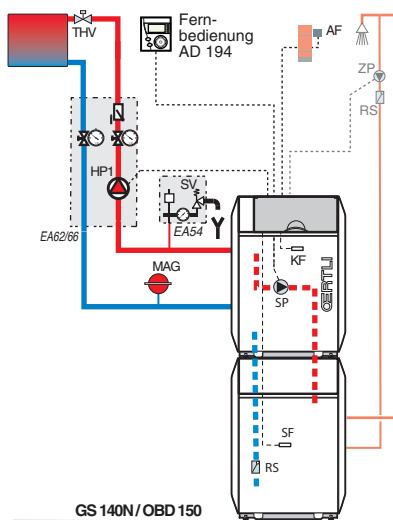 THV
Fern-
bedienung
AD 194
AF
ZP
RS
HP1
SV
EA62/66
EA54
MAG
KF
SP
ŒRTLI
SF
RS
GS 140N / OBD 150